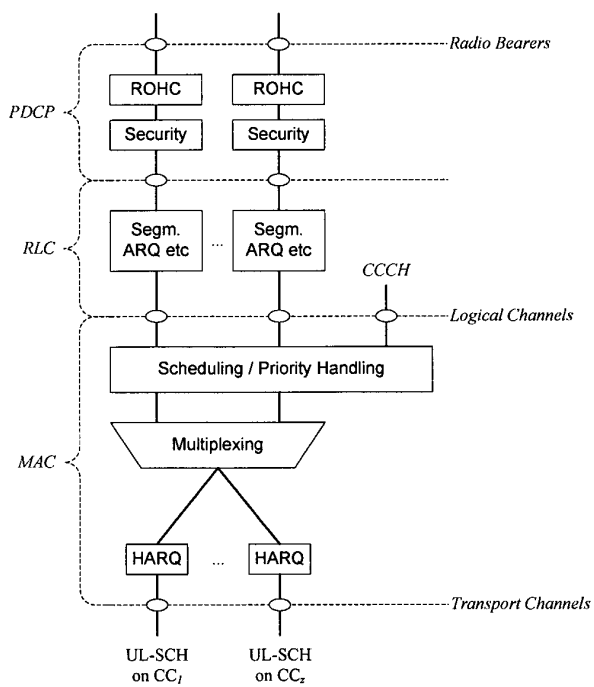 Radio Bearers
ROHC ROHC
PDCP
Security Security
Segm. Segm.
ARQ etc ... ARQ etc
RLC
CCCH
Logical Channels
Scheduling / Priority Handling
Multiplexing
MAC
HARQ ... HARQ
Transport Channels
UL-SCH UL-SCH
on CC1 on CCz